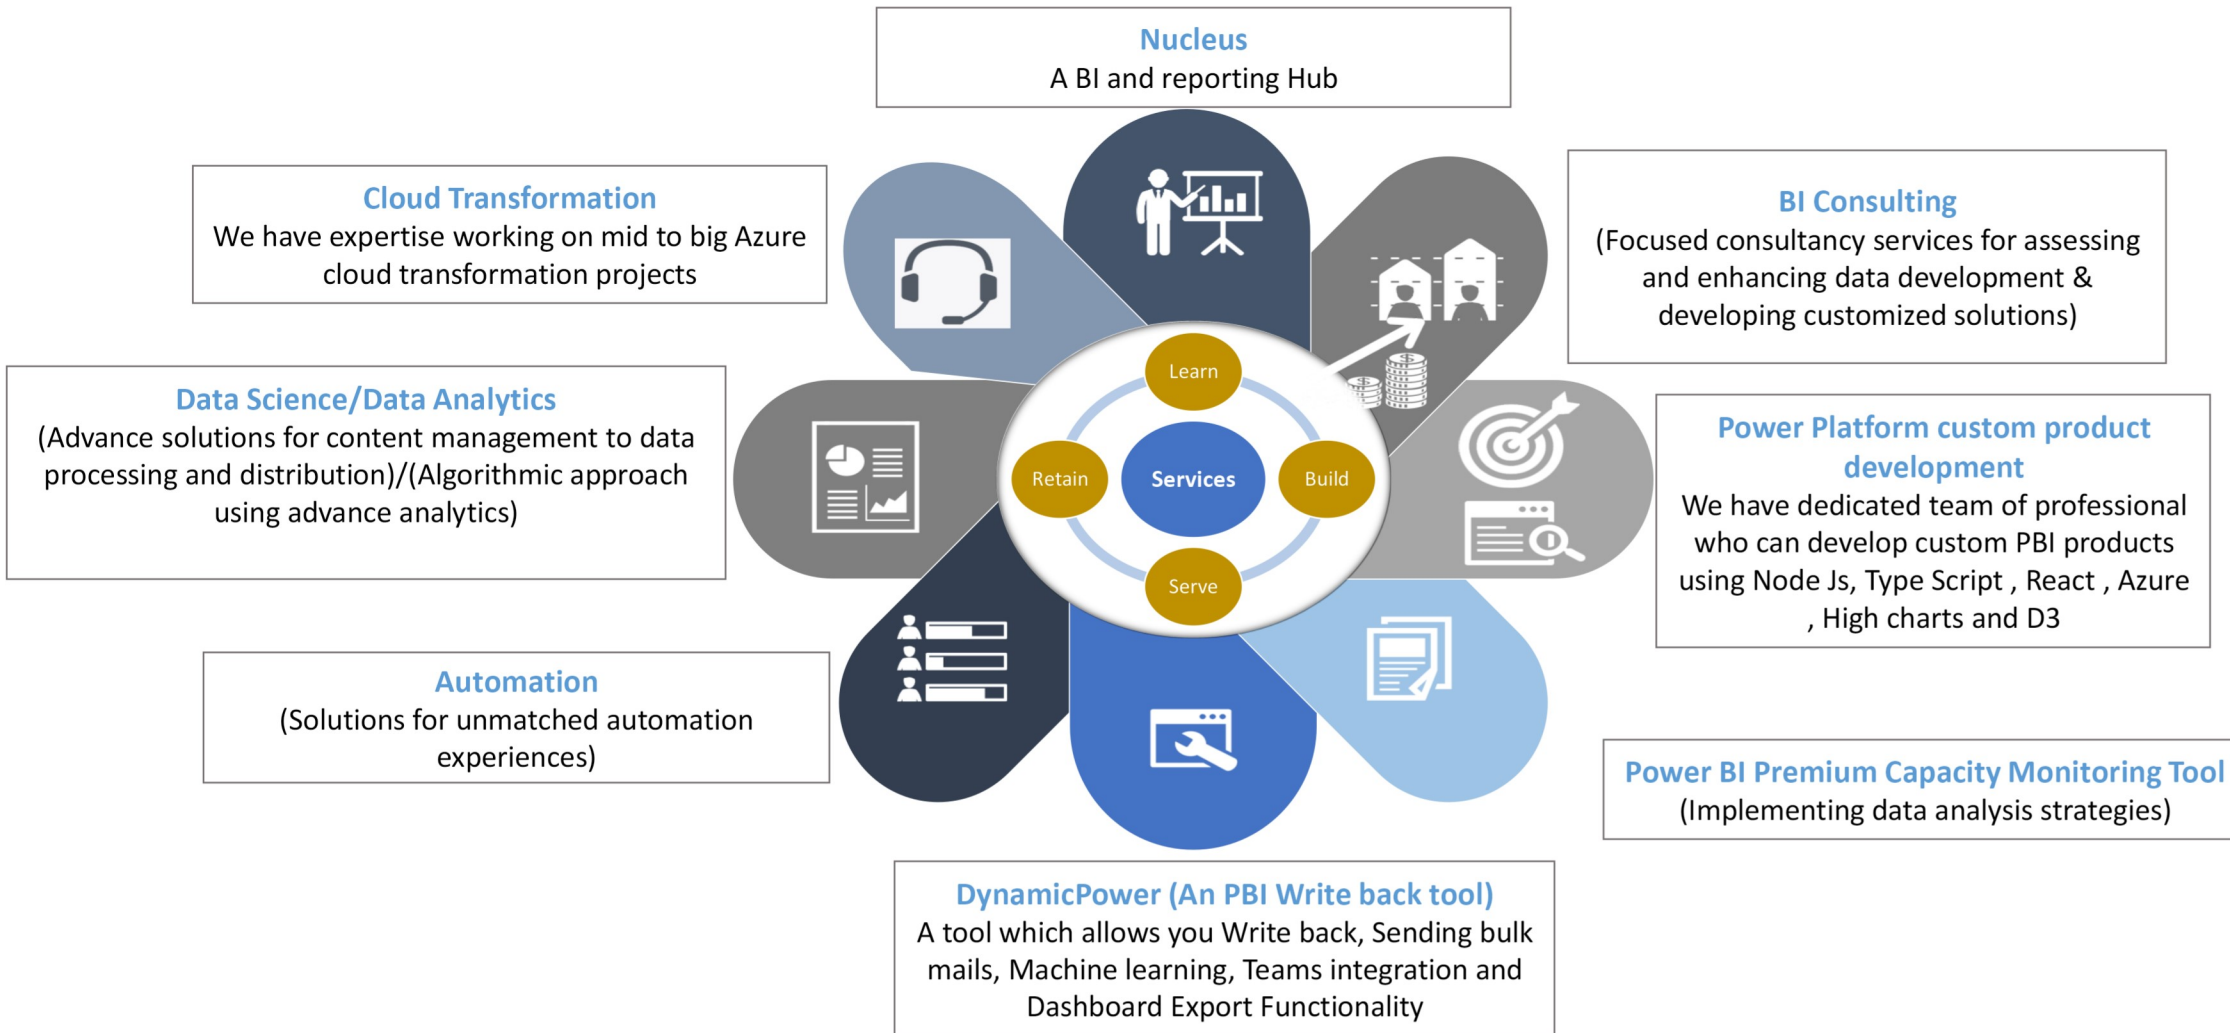 Nucleus
A BI and reporting Hub
Cloud Transformation
We have expertise working on mid to big Azure
cloud transformation projects
BI Consulting
(Focused consultancy services for assessing
and enhancing data development &
developing customized solutions)
Data Science/Data Analytics
(Advance solutions for content management to data
processing and distribution)/(Algorithmic approach
using advance analytics)
Learn
Retain
Services
Build
Serve
Power Platform custom product
development
We have dedicated team of professional
who can develop custom PBI products
using Node Js, Type Script , React , Azure
, High charts and D3
Automation
(Solutions for unmatched automation
experiences)
Power BI Premium Capacity Monitoring Tool
(Implementing data analysis strategies)
DynamicPower (An PBI Write back tool)
A tool which allows you Write back, Sending bulk
mails, Machine learning, Teams integration and
Dashboard Export Functionality